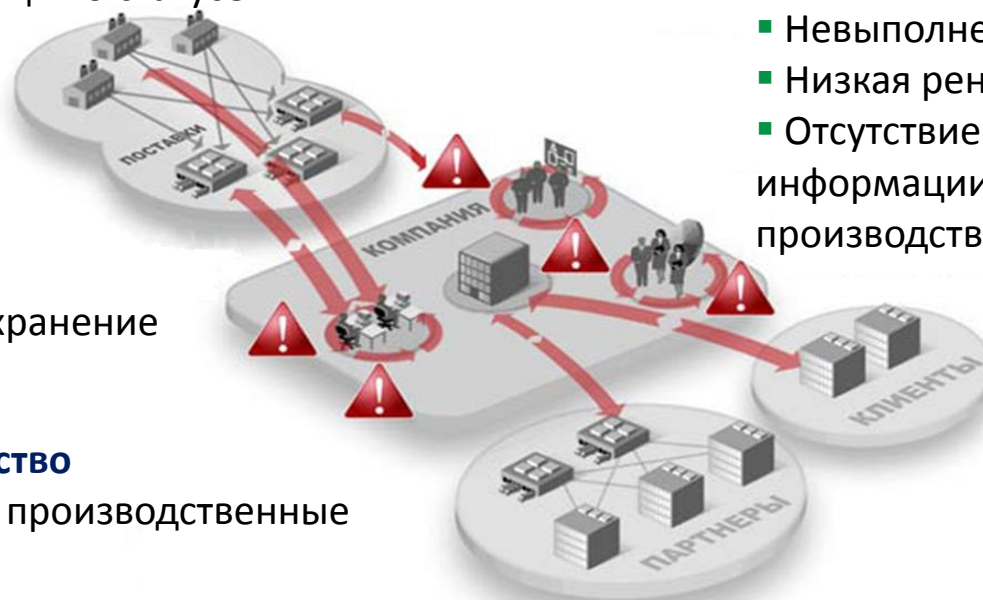 Невыполне
Низкая рен
Отсутствие
информации
производств
ПОСТАВКИ
КОМПАНИЯ
хранение
КЛИЕНТЫ
ство
производственные
ПАРТНЕРЫ